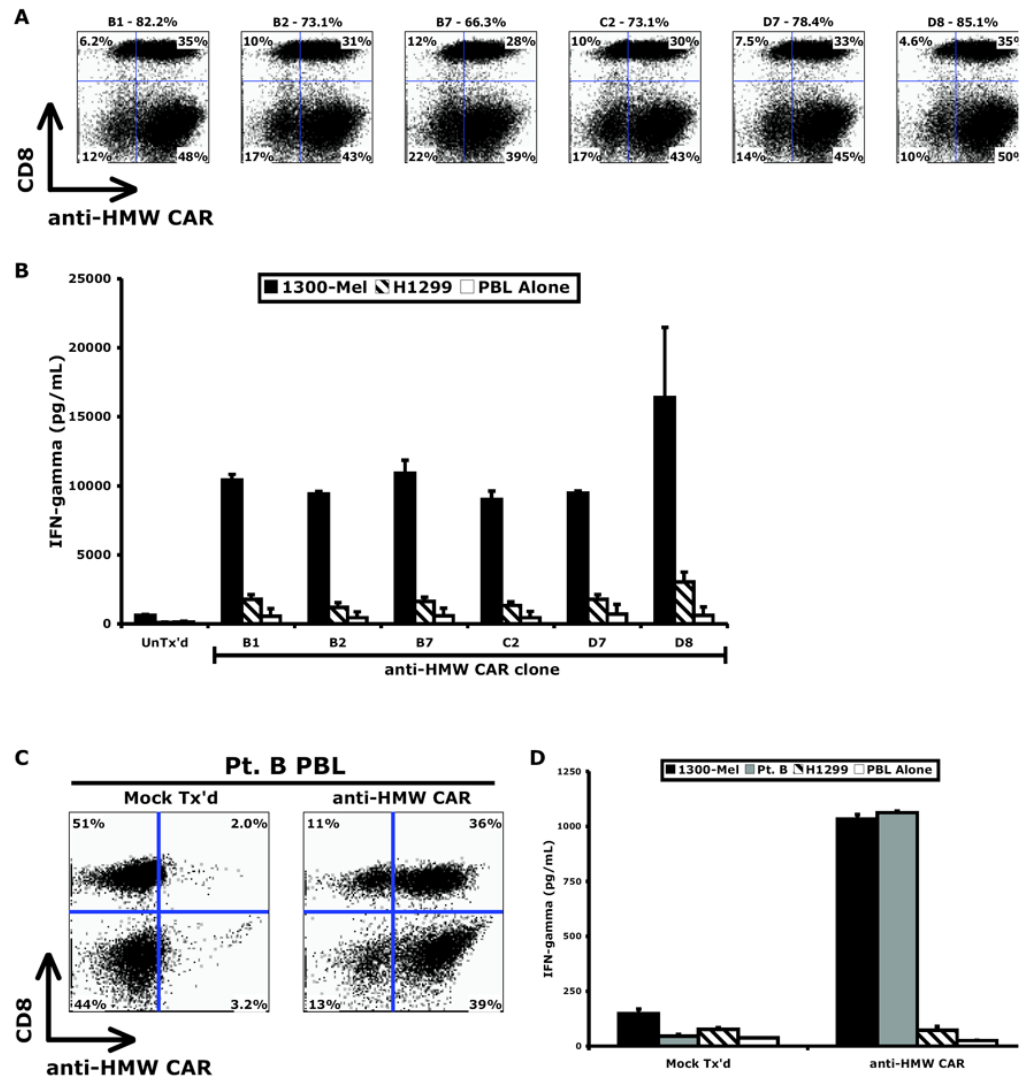 A
B1 - 82.2% B2 - 73.1% B7 - 66.3% C2 - 73.1% D7 - 78.4% D8 - 85.1%
6.2% 35% 10% 31% 12% 28% 10% 30% 7.5% 33% 4.6% 35%
12% 48% 17% 43% 22% 39% 17% 43% 14% 45% 10% 50%
CD8
anti-HMW CAR
B
1300-Mel H1299 PBL Alone
IFN-gamma (pg/mL)
25000
20000
15000
10000
5000
0
UnTx'd B1 B2 B7 C2 D7 D8
anti-HMW CAR clone
C
Pt. B PBL
Mock Tx'd anti-HMW CAR
51% 2.0% 11% 36%
44% 3.2% 13% 39%
CD8
anti-HMW CAR
D
1300-Mel Pt. B H1299 PBL Alone
IFN-gamma (pg/mL)
1250
1000
750
500
250
0
Mock Tx'd anti-HMW CAR